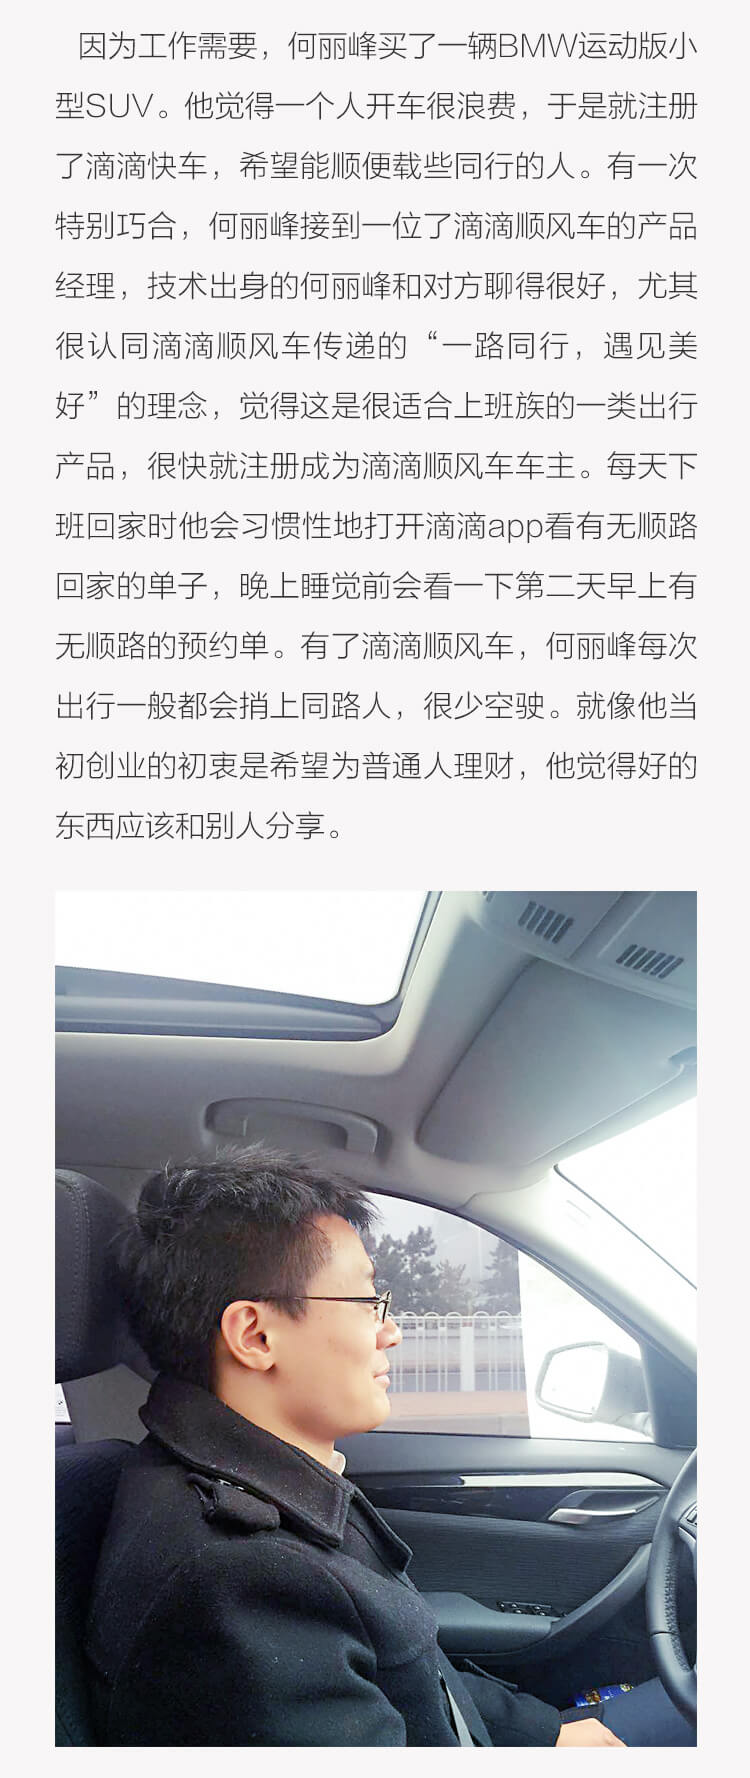 因为工作需要，何丽峰买了一辆BMW运动版小
型SUV。他觉得一个人开车很浪费，于是就注册
了滴滴快车，希望能顺便载些同行的人。有一次
特别巧合，何丽峰接到一位了滴滴顺风车的产品
经理，技术出身的何丽峰和对方聊得很好，尤其
很认同滴滴顺风车传递的“一路同行，遇见美
好”的理念，觉得这是很适合上班族的一类出行
产品，很快就注册成为滴滴顺风车车主。每天下
班回家时他会习惯性地打开滴滴app看有无顺路
回家的单子，晚上睡觉前会看一下第二天早上有
无顺路的预约单。有了滴滴顺风车，何丽峰每次
出行一般都会捎上同路人，很少空驶。就像他当
初创业的初衷是希望为普通人理财，他觉得好的
东西应该和别人分享。